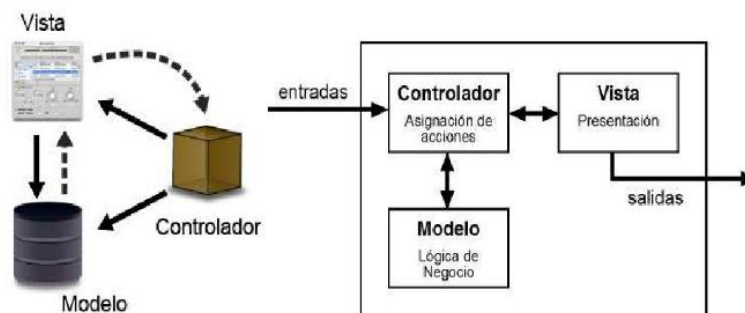 Vista
Controlador
Modelo
entradas
Controlador
Asignación de
acciones
Vista
Presentación
salidas
Modelo
Lógica de
Negocio